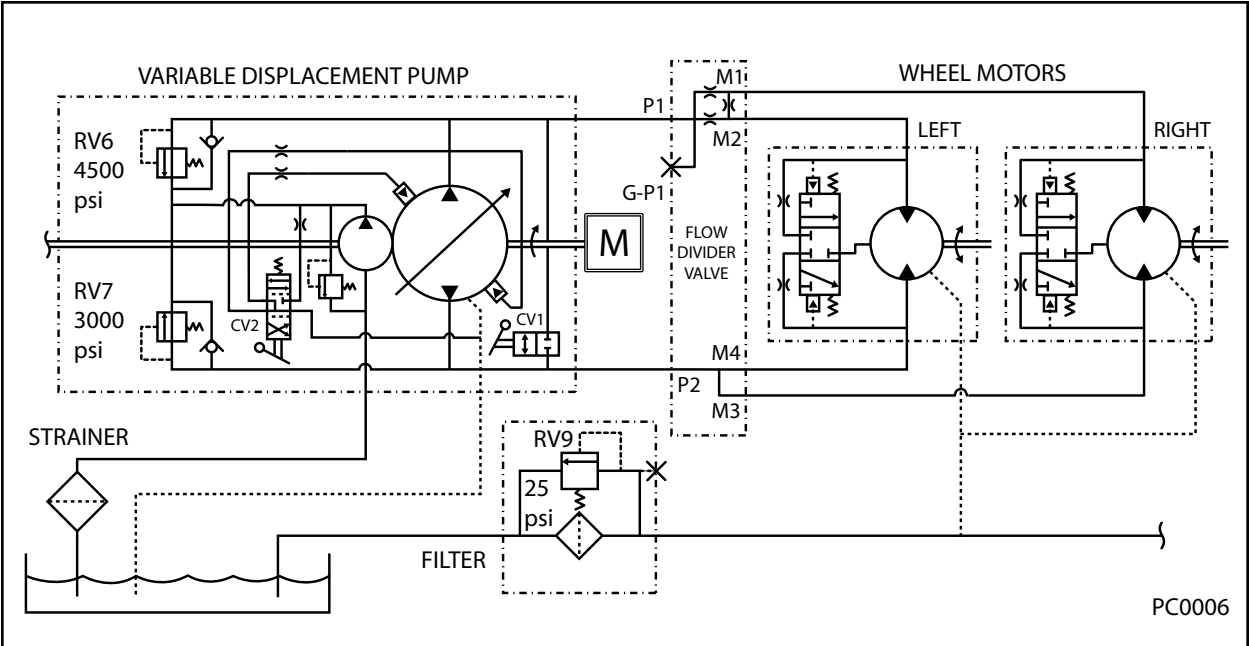 VARIABLE DISPLACEMENT PUMP
WHEEL MOTORS
M1
P1
M2
LEFT
RIGHT
RV6
4500
psi
G-P1
M
FLOW
DIVIDER
VALVE
RV7
3000
psi
CV2
CV1
M4
P2
M3
STRAINER
RV9
25
psi
FILTER
PC0006